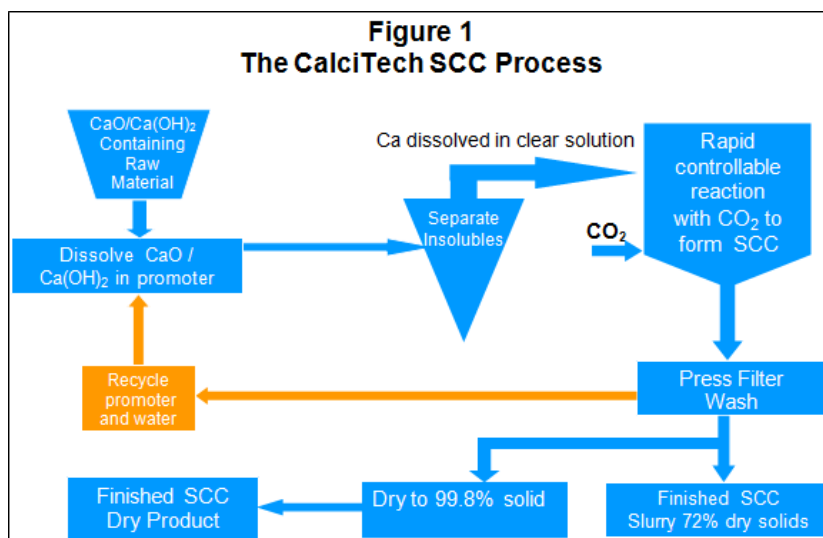 Figure 1
The CalciTech SCC Process
CaO/Ca(OH)₂
Containing
Raw
Material
Ca dissolved in clear solution
Rapid
controllable
reaction
with CO₂ to
form SCC
Separate
Insolubles
CO₂
Dissolve CaO /
Ca(OH)₂ in promoter
Recycle
promoter
and water
Press Filter
Wash
Finished SCC
Dry Product
Dry to 99.8% solid
Finished SCC
Slurry 72% dry solids